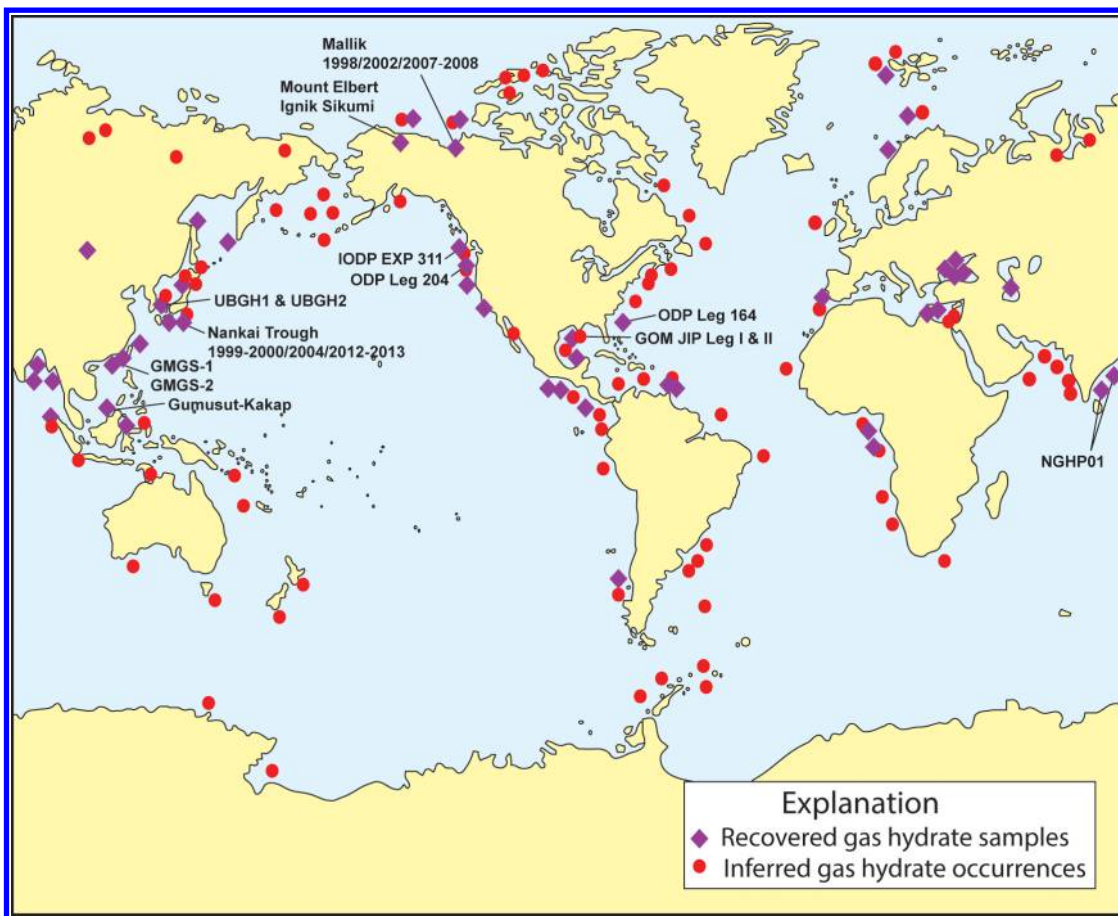 Mallik
1998/2002/2007-2008
Mount Elbert
Ignik Sikumi
IODP EXP 311
ODP Leg 204
UBGH1 & UBGH2
ODP Leg 164
Nankai Trough
1999-2000/2004/2012-2013
GOM JIP Leg I & II
GMGS-1
GMGS-2
Gumusut-Kakap
NGHP01
Explanation
Recovered gas hydrate samples
Inferred gas hydrate occurrences